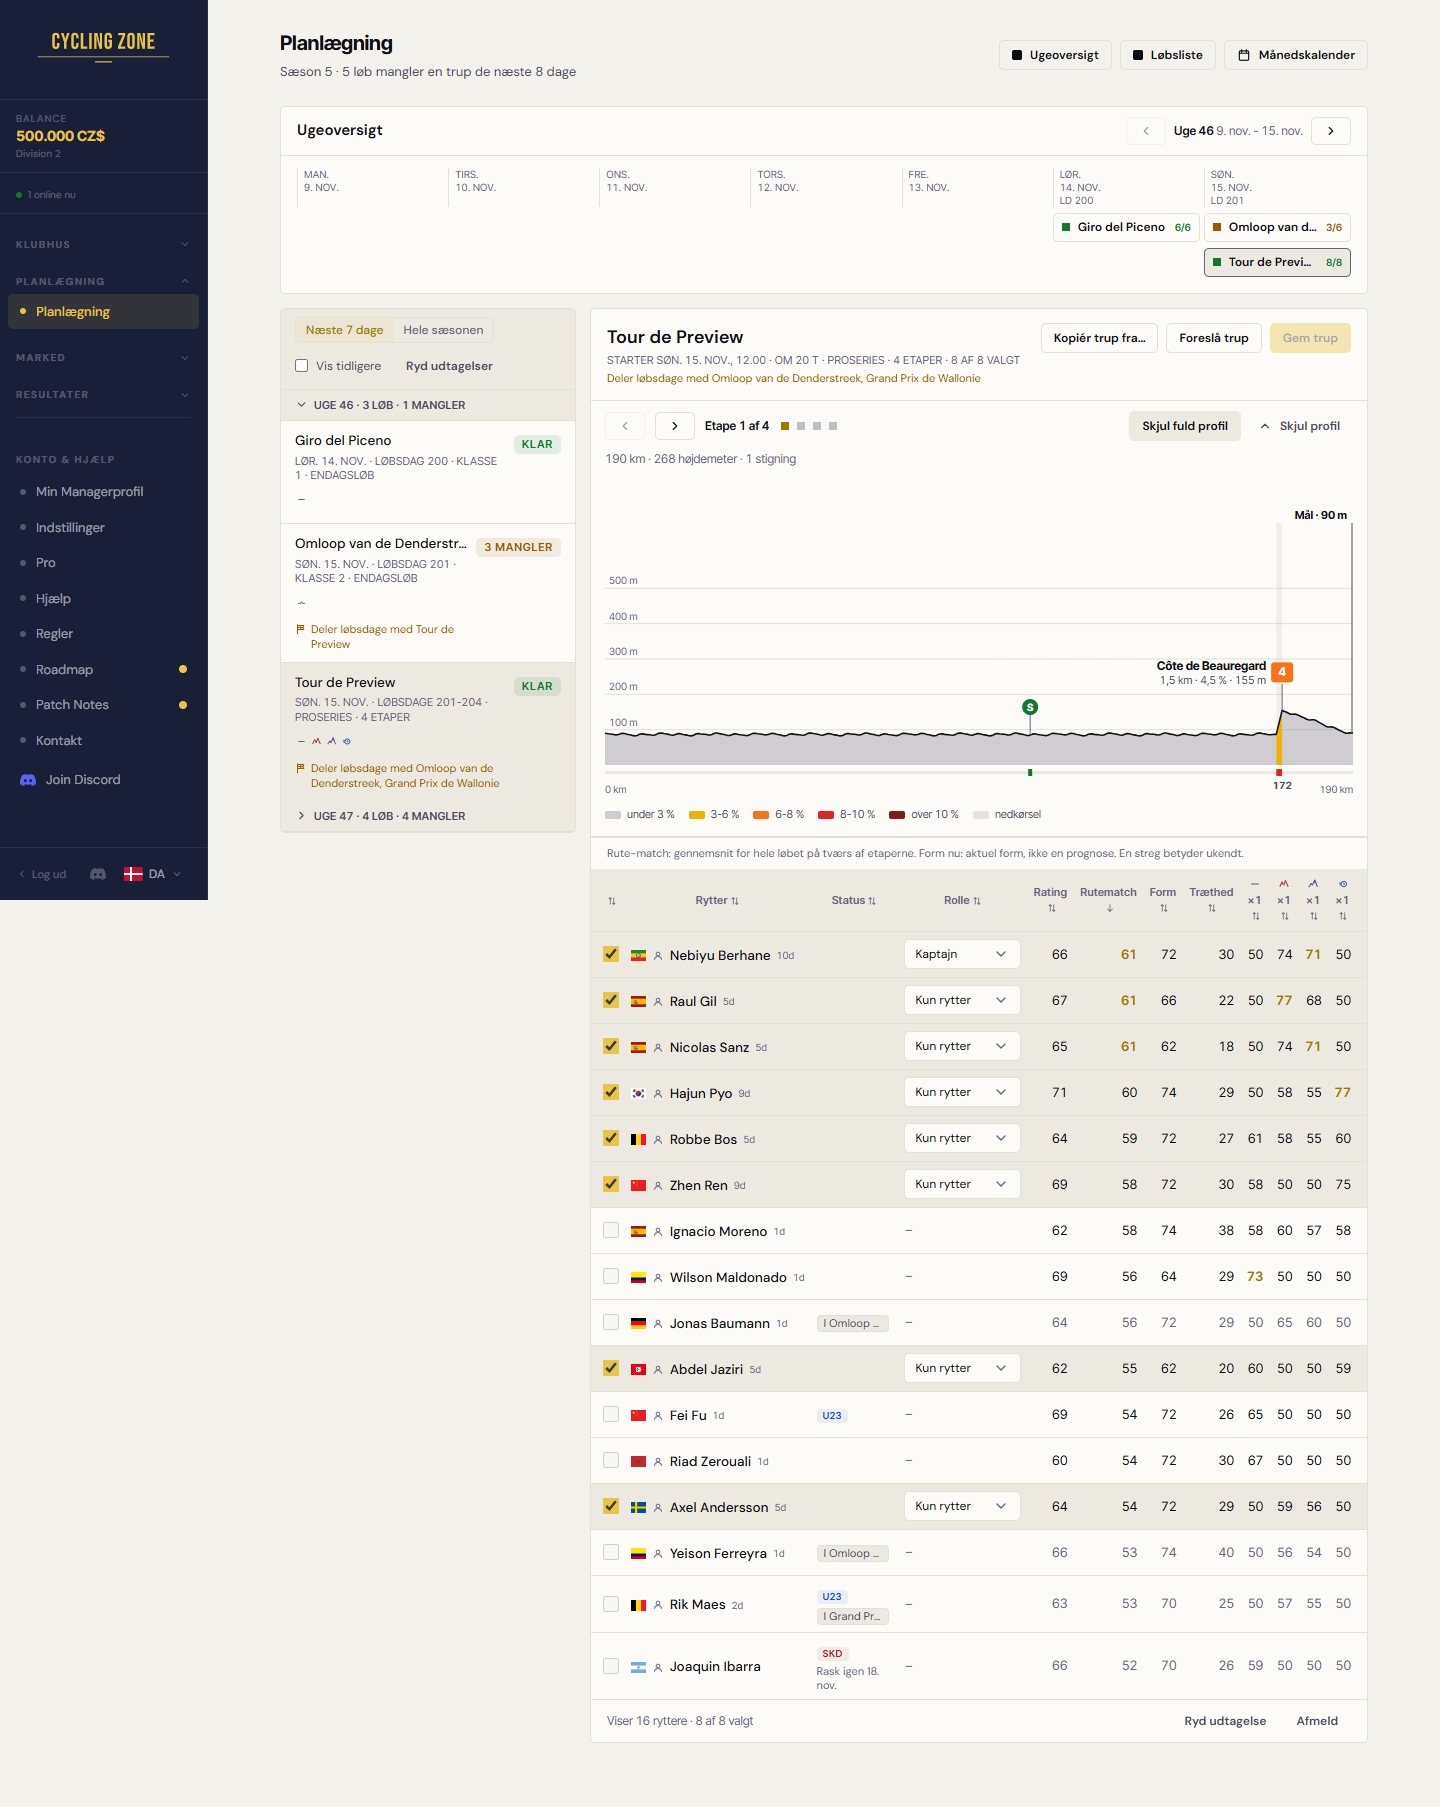 CYCLING ZONE
BALANCE
500.000 CZ$
Division 2
1 online nu
KLUBHUS
PLANLÆGNING
Planlægning
MARKED
RESULTATER
KONTO & HJÆLP
Min Managerprofil
Indstillinger
Pro
Hjælp
Regler
Roadmap
Patch Notes
Kontakt
Join Discord
Log ud
DA
Planlægning
Sæson 5 · 5 løb mangler en trup de næste 8 dage
Ugeoversigt
Løbsliste
Månedskalender
Ugeoversigt
Uge 46 9. nov. - 15. nov.
MAN.
9. NOV.
TIRS.
10. NOV.
ONS.
11. NOV.
TORS.
12. NOV.
FRE.
13. NOV.
LØR.
14. NOV.
LD 200
SØN.
15. NOV.
LD 201
Giro del Piceno 6/6
Omloop van d... 3/6
Tour de Previ... 8/8
Næste 7 dage
Hele sæsonen
Vis tidligere
Ryd udtagelser
UGE 46 · 3 LØB · 1 MANGLER
Giro del Piceno
KLAR
LØR. 14. NOV. · LØBSDAG 200 · KLASSE
1 · ENDAGSLØB
Omloop van de Denderstr...
3 MANGLER
SØN. 15. NOV. · LØBSDAG 201 ·
KLASSE 2 · ENDAGSLØB
Deler løbsdage med Tour de
Preview
Tour de Preview
KLAR
SØN. 15. NOV. · LØBSDAGE 201-204 ·
PROSERIES · 4 ETAPER
Deler løbsdage med Omloop van de
Denderstreek, Grand Prix de Wallonie
UGE 47 · 4 LØB · 4 MANGLER
Tour de Preview
STARTER SØN. 15. NOV., 12.00 · OM 20 T · PROSERIES · 4 ETAPER · 8 AF 8 VALGT
Deler løbsdage med Omloop van de Denderstreek, Grand Prix de Wallonie
Kopiér trup fra...
Foreslå trup
Gem trup
Etape 1 af 4
Skjul fuld profil
Skjul profil
190 km · 268 højdemeter · 1 stigning
Mål · 90 m
500 m
400 m
300 m
200 m
100 m
Côte de Beauregard
1,5 km · 4,5 % · 155 m
4
S
0 km
172
190 km
under 3 %
3-6 %
6-8 %
8-10 %
over 10 %
nedkørsel
Rute-match: gennemsnit for hele løbet på tværs af etaperne. Form nu: aktuel form, ikke en prognose. En streg betyder ukendt.
Rytter Status Rolle Rating Rutematch Form Træthed ×1 ×1 ×1 ×1
Nebiyu Berhane 10d Kaptajn 66 61 72 30 50 74 71 50
Raul Gil 5d Kun rytter 67 61 66 22 50 77 68 50
Nicolas Sanz 5d Kun rytter 65 61 62 18 50 74 71 50
Hajun Pyo 9d Kun rytter 71 60 74 29 50 58 55 77
Robbe Bos 5d Kun rytter 64 59 72 27 61 58 55 60
Zhen Ren 9d Kun rytter 69 58 72 30 58 50 50 75
Ignacio Moreno 1d – 62 58 74 38 58 60 57 58
Wilson Maldonado 1d – 69 56 64 29 73 50 50 50
Jonas Baumann 1d I Omloop ... – 64 56 72 29 50 65 60 50
Abdel Jaziri 5d Kun rytter 62 55 62 20 60 50 50 59
Fei Fu 1d U23 – 69 54 72 26 65 50 50 50
Riad Zerouali 1d – 60 54 72 30 67 50 50 50
Axel Andersson 5d Kun rytter 64 54 72 29 50 59 56 50
Yeison Ferreyra 1d I Omloop ... – 66 53 74 40 50 56 54 50
Rik Maes 2d U23 I Grand Pr... – 63 53 70 25 50 57 55 50
Joaquin Ibarra SKD – 66 52 70 26 59 50 50 50
Rask igen 18.
nov.
Viser 16 ryttere · 8 af 8 valgt
Ryd udtagelse
Afmeld